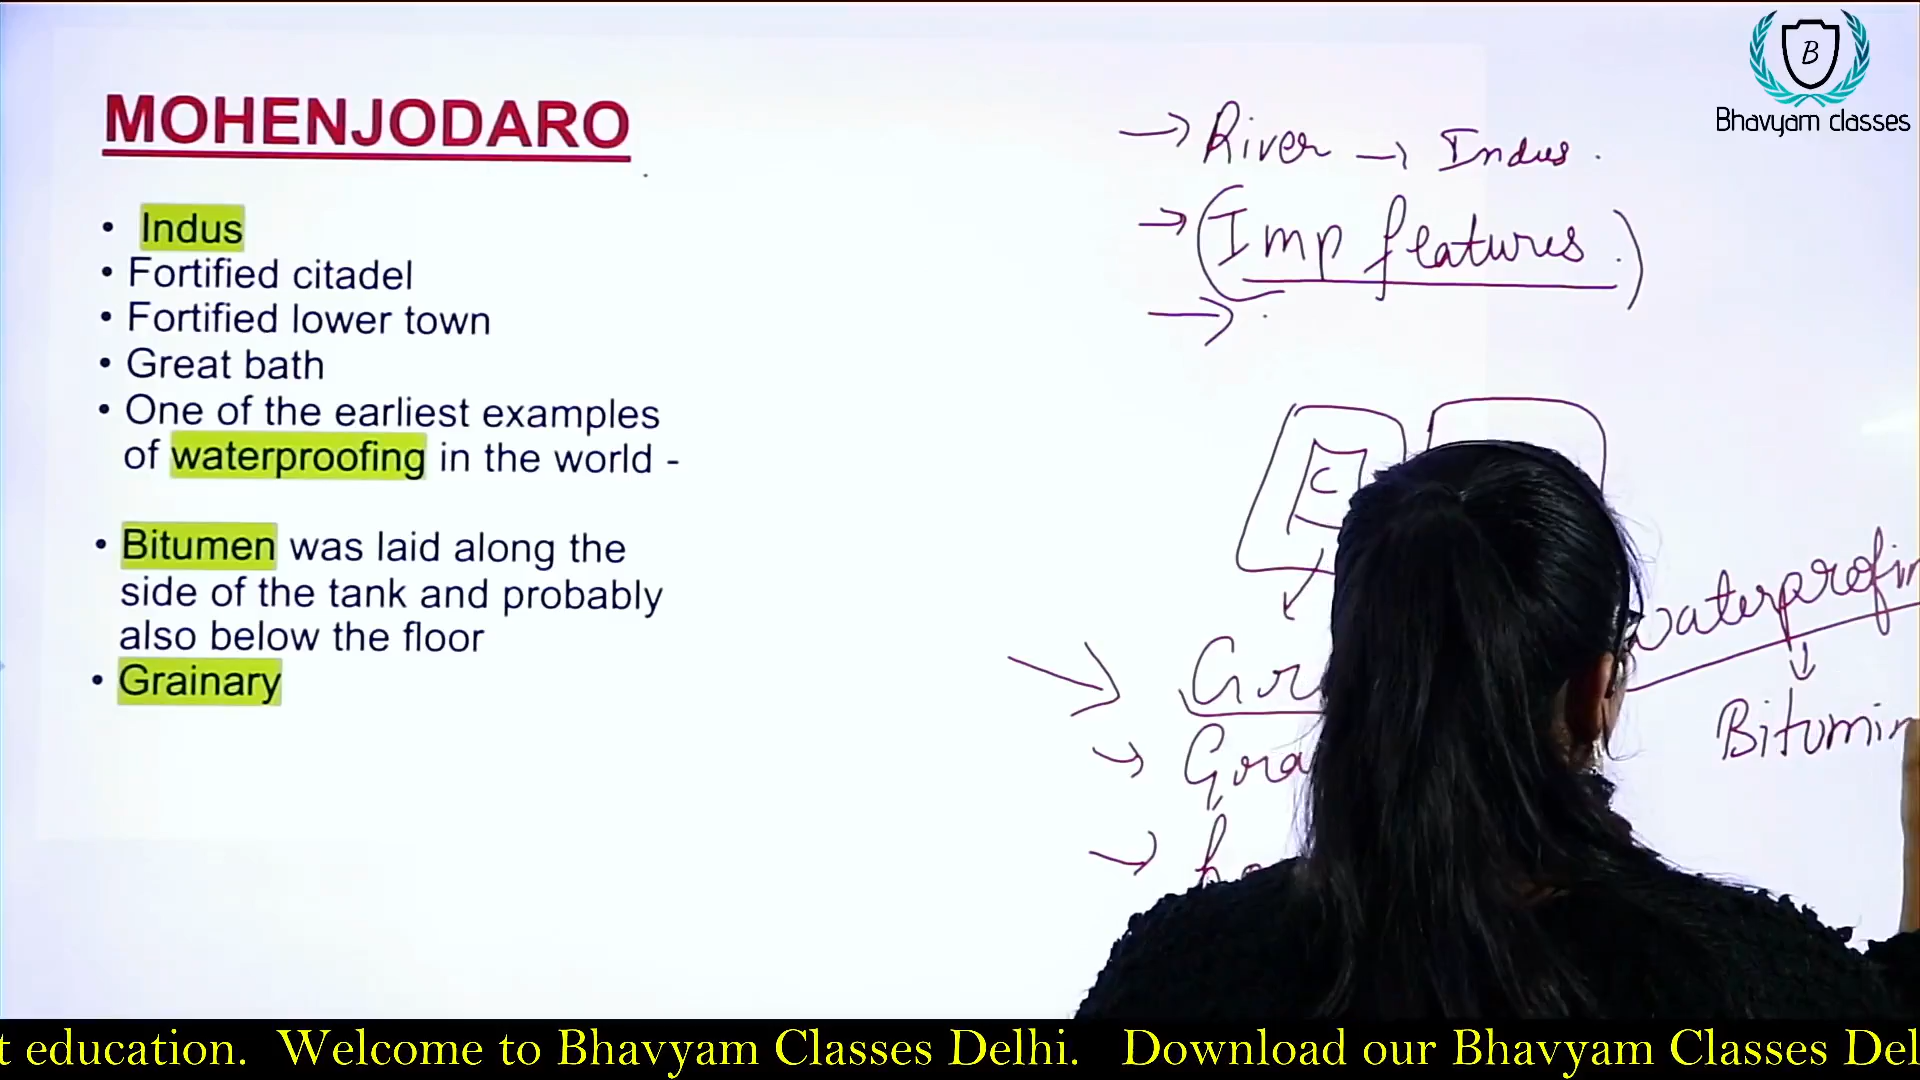 MOHENJODARO
• Indus
• Fortified citadel
• Fortified lower town
• Great bath
• One of the earliest examples
of waterproofing in the world -
• Bitumen was laid along the
side of the tank and probably
also below the floor
• Grainary
B
Bhavyam classes
→ River → Indus.
→ (Imp features.)
→
C
waterprofin
Bitumin
t education. Welcome to Bhavyam Classes Delhi. Download our Bhavyam Classes Del